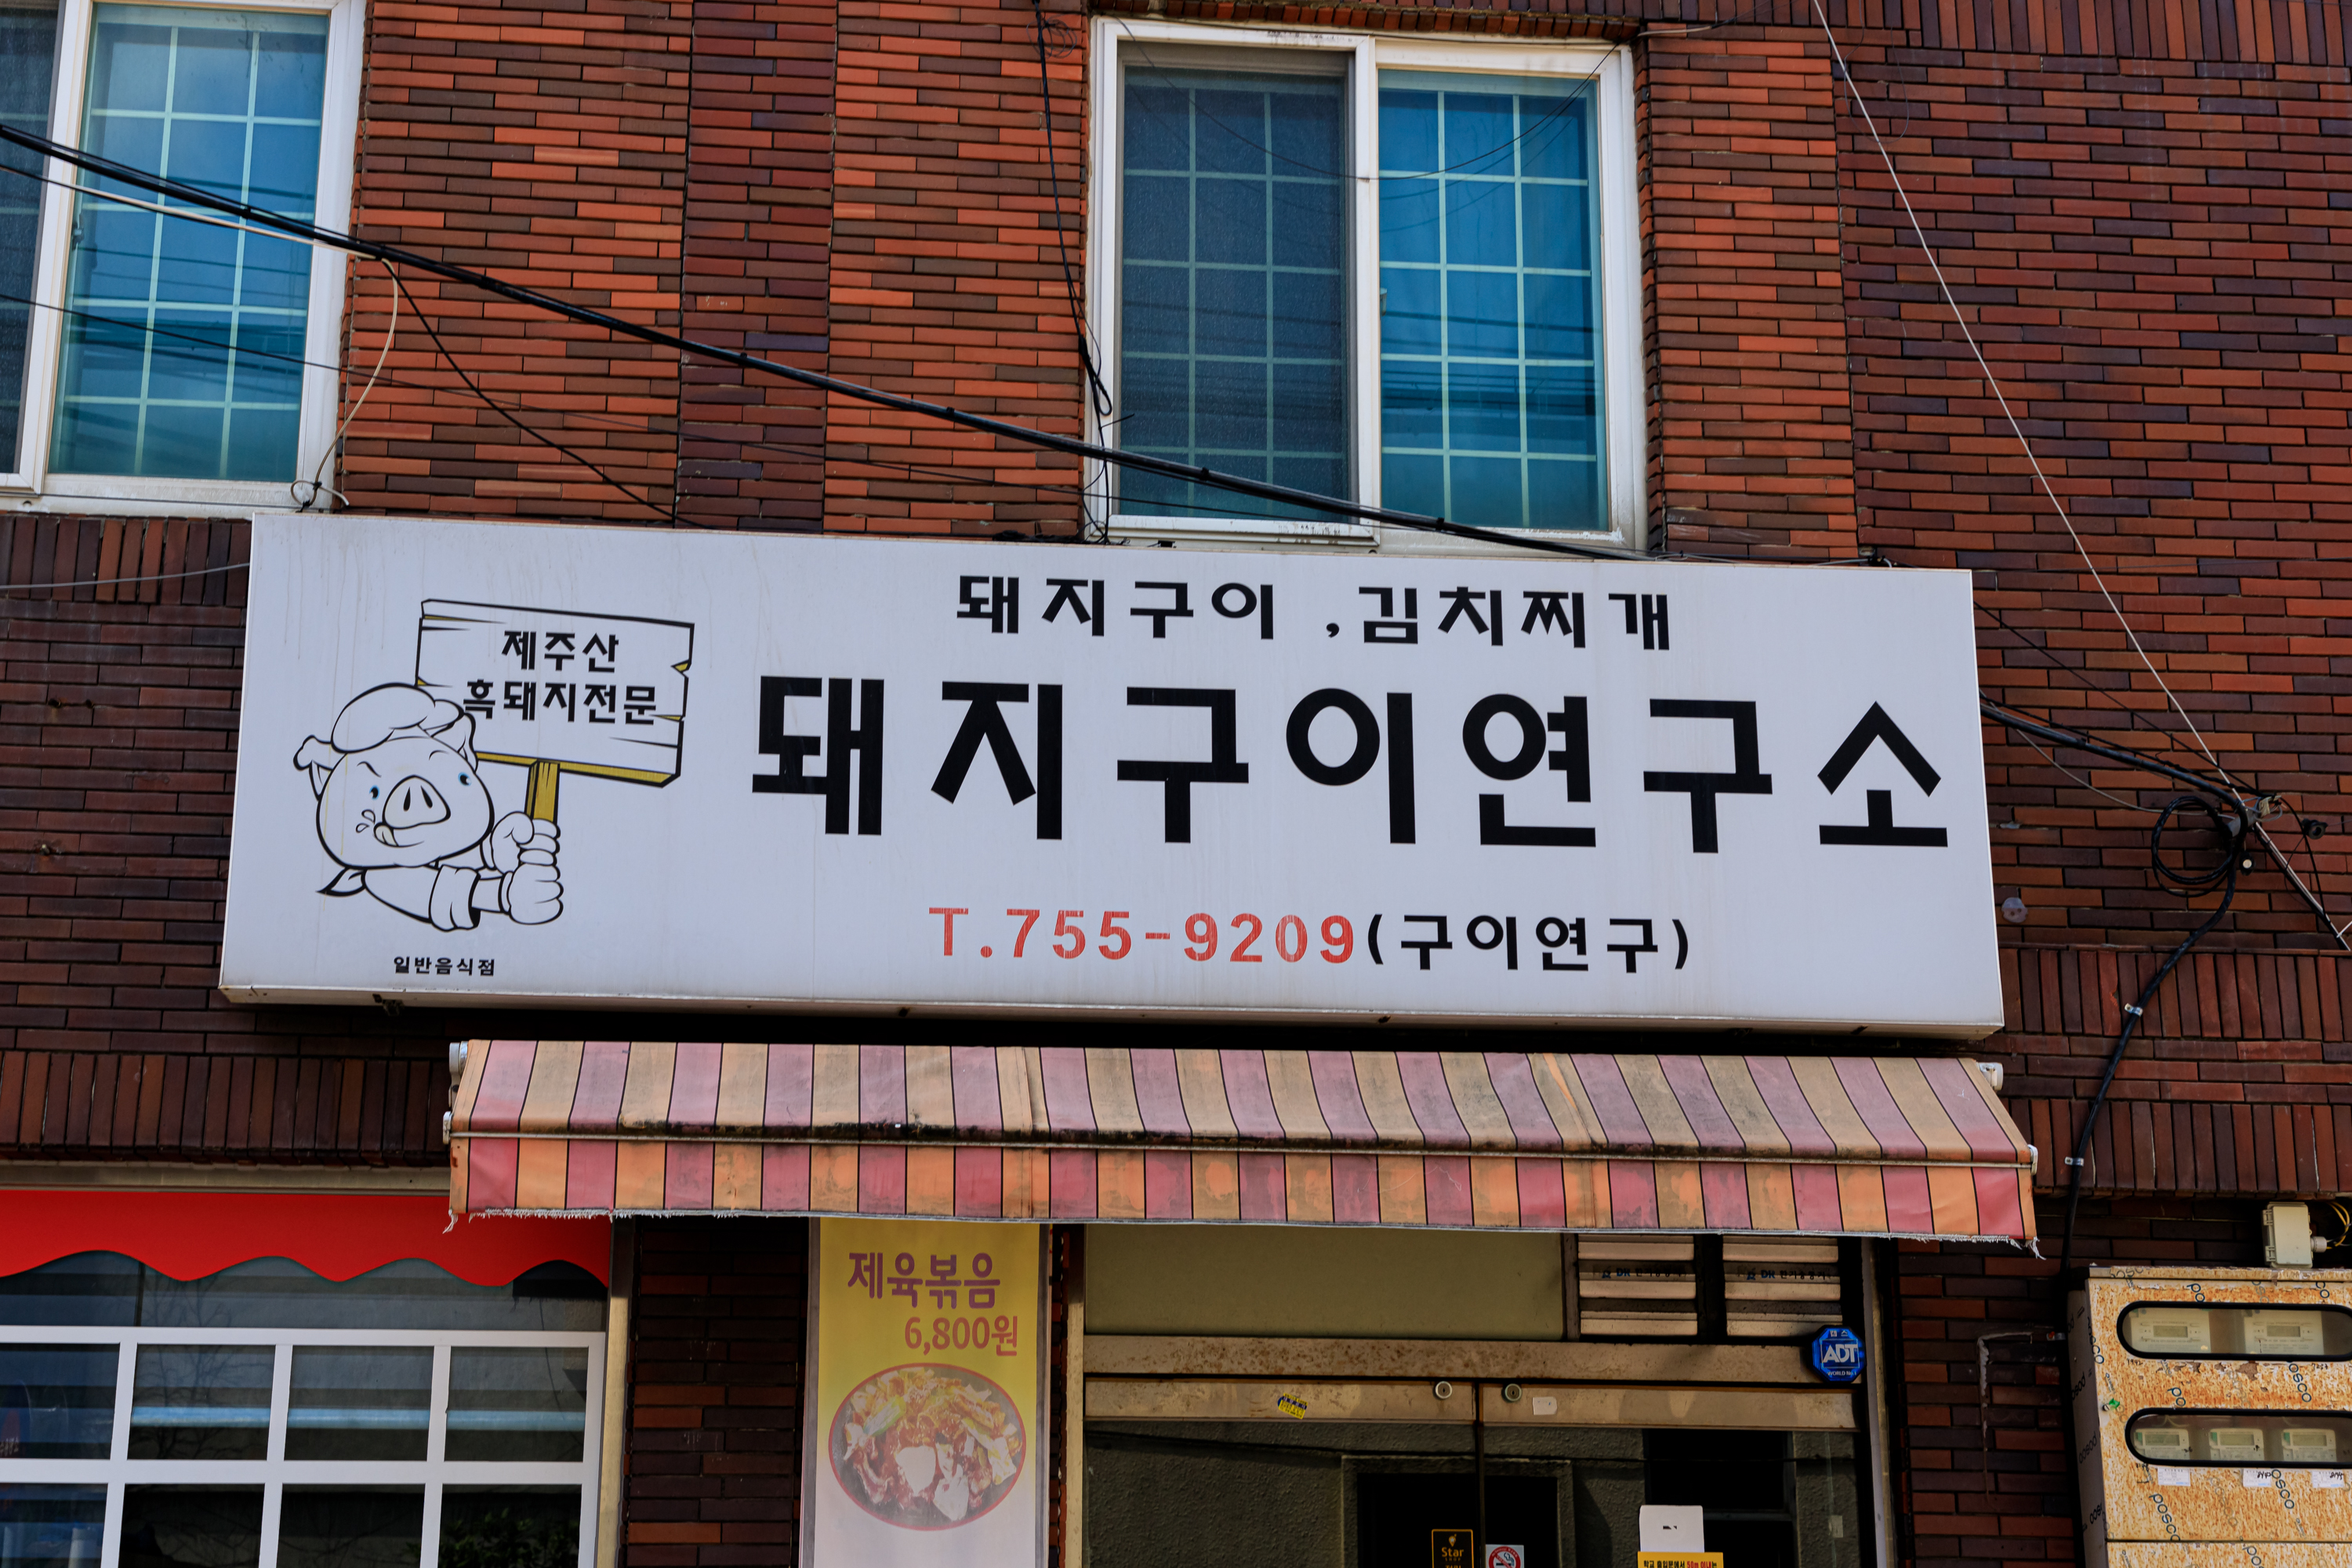 돼지구이 ,김치찌개
제주산
흑돼지전문
돼지구이연구소
T.755-9209(구이연구)
일반음식점
제육볶음
6,800원
ADT
Star
posco